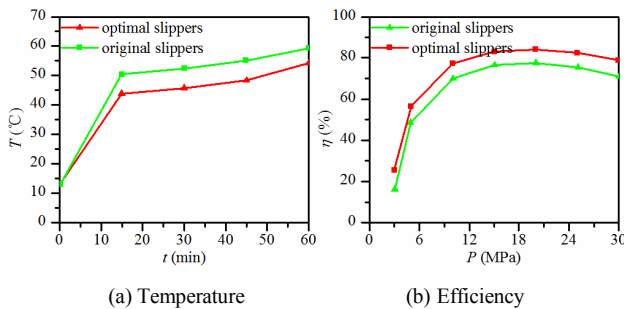 70
60
50
40
30
20
10
0
T (℃)
optimal slippers
original slippers
0 10 20 30 40 50 60
t (min)
100
80
60
40
20
0
η (%)
original slippers
optimal slippers
0 6 12 18 24 30
P (MPa)
(a) Temperature
(b) Efficiency